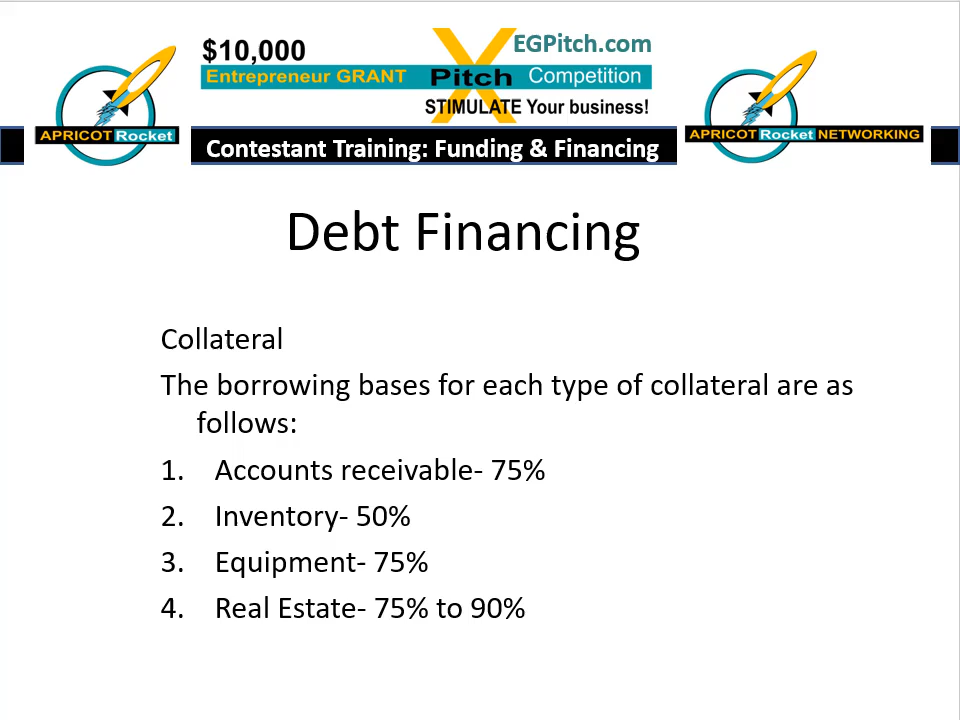 $10,000
EGPitch.com
Entrepreneur GRANT Pitch Competition
X
STIMULATE Your business!
APRICOT Rocket
APRICOT Rocket NETWORKING
Contestant Training: Funding & Financing
Debt Financing
Collateral
The borrowing bases for each type of collateral are as
follows:
1. Accounts receivable- 75%
2. Inventory- 50%
3. Equipment- 75%
4. Real Estate- 75% to 90%